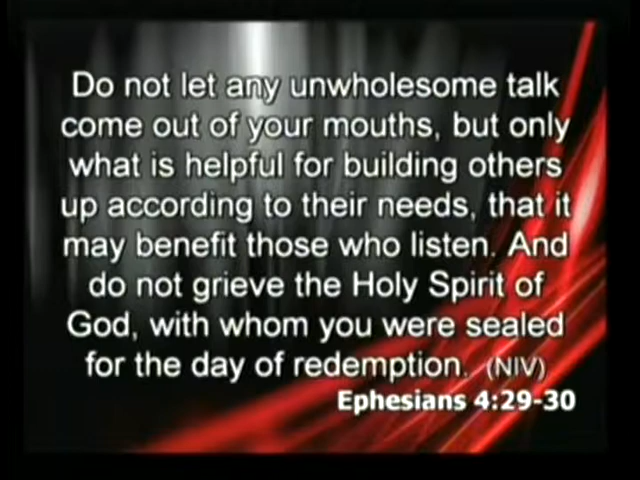 Do not let any unwholesome talk
come out of your mouths, but only
what is helpful for building others
up according to their needs, that it
may benefit those who listen. And
do not grieve the Holy Spirit of
God, with whom you were sealed
for the day of redemption. (NIV)
Ephesians 4:29-30